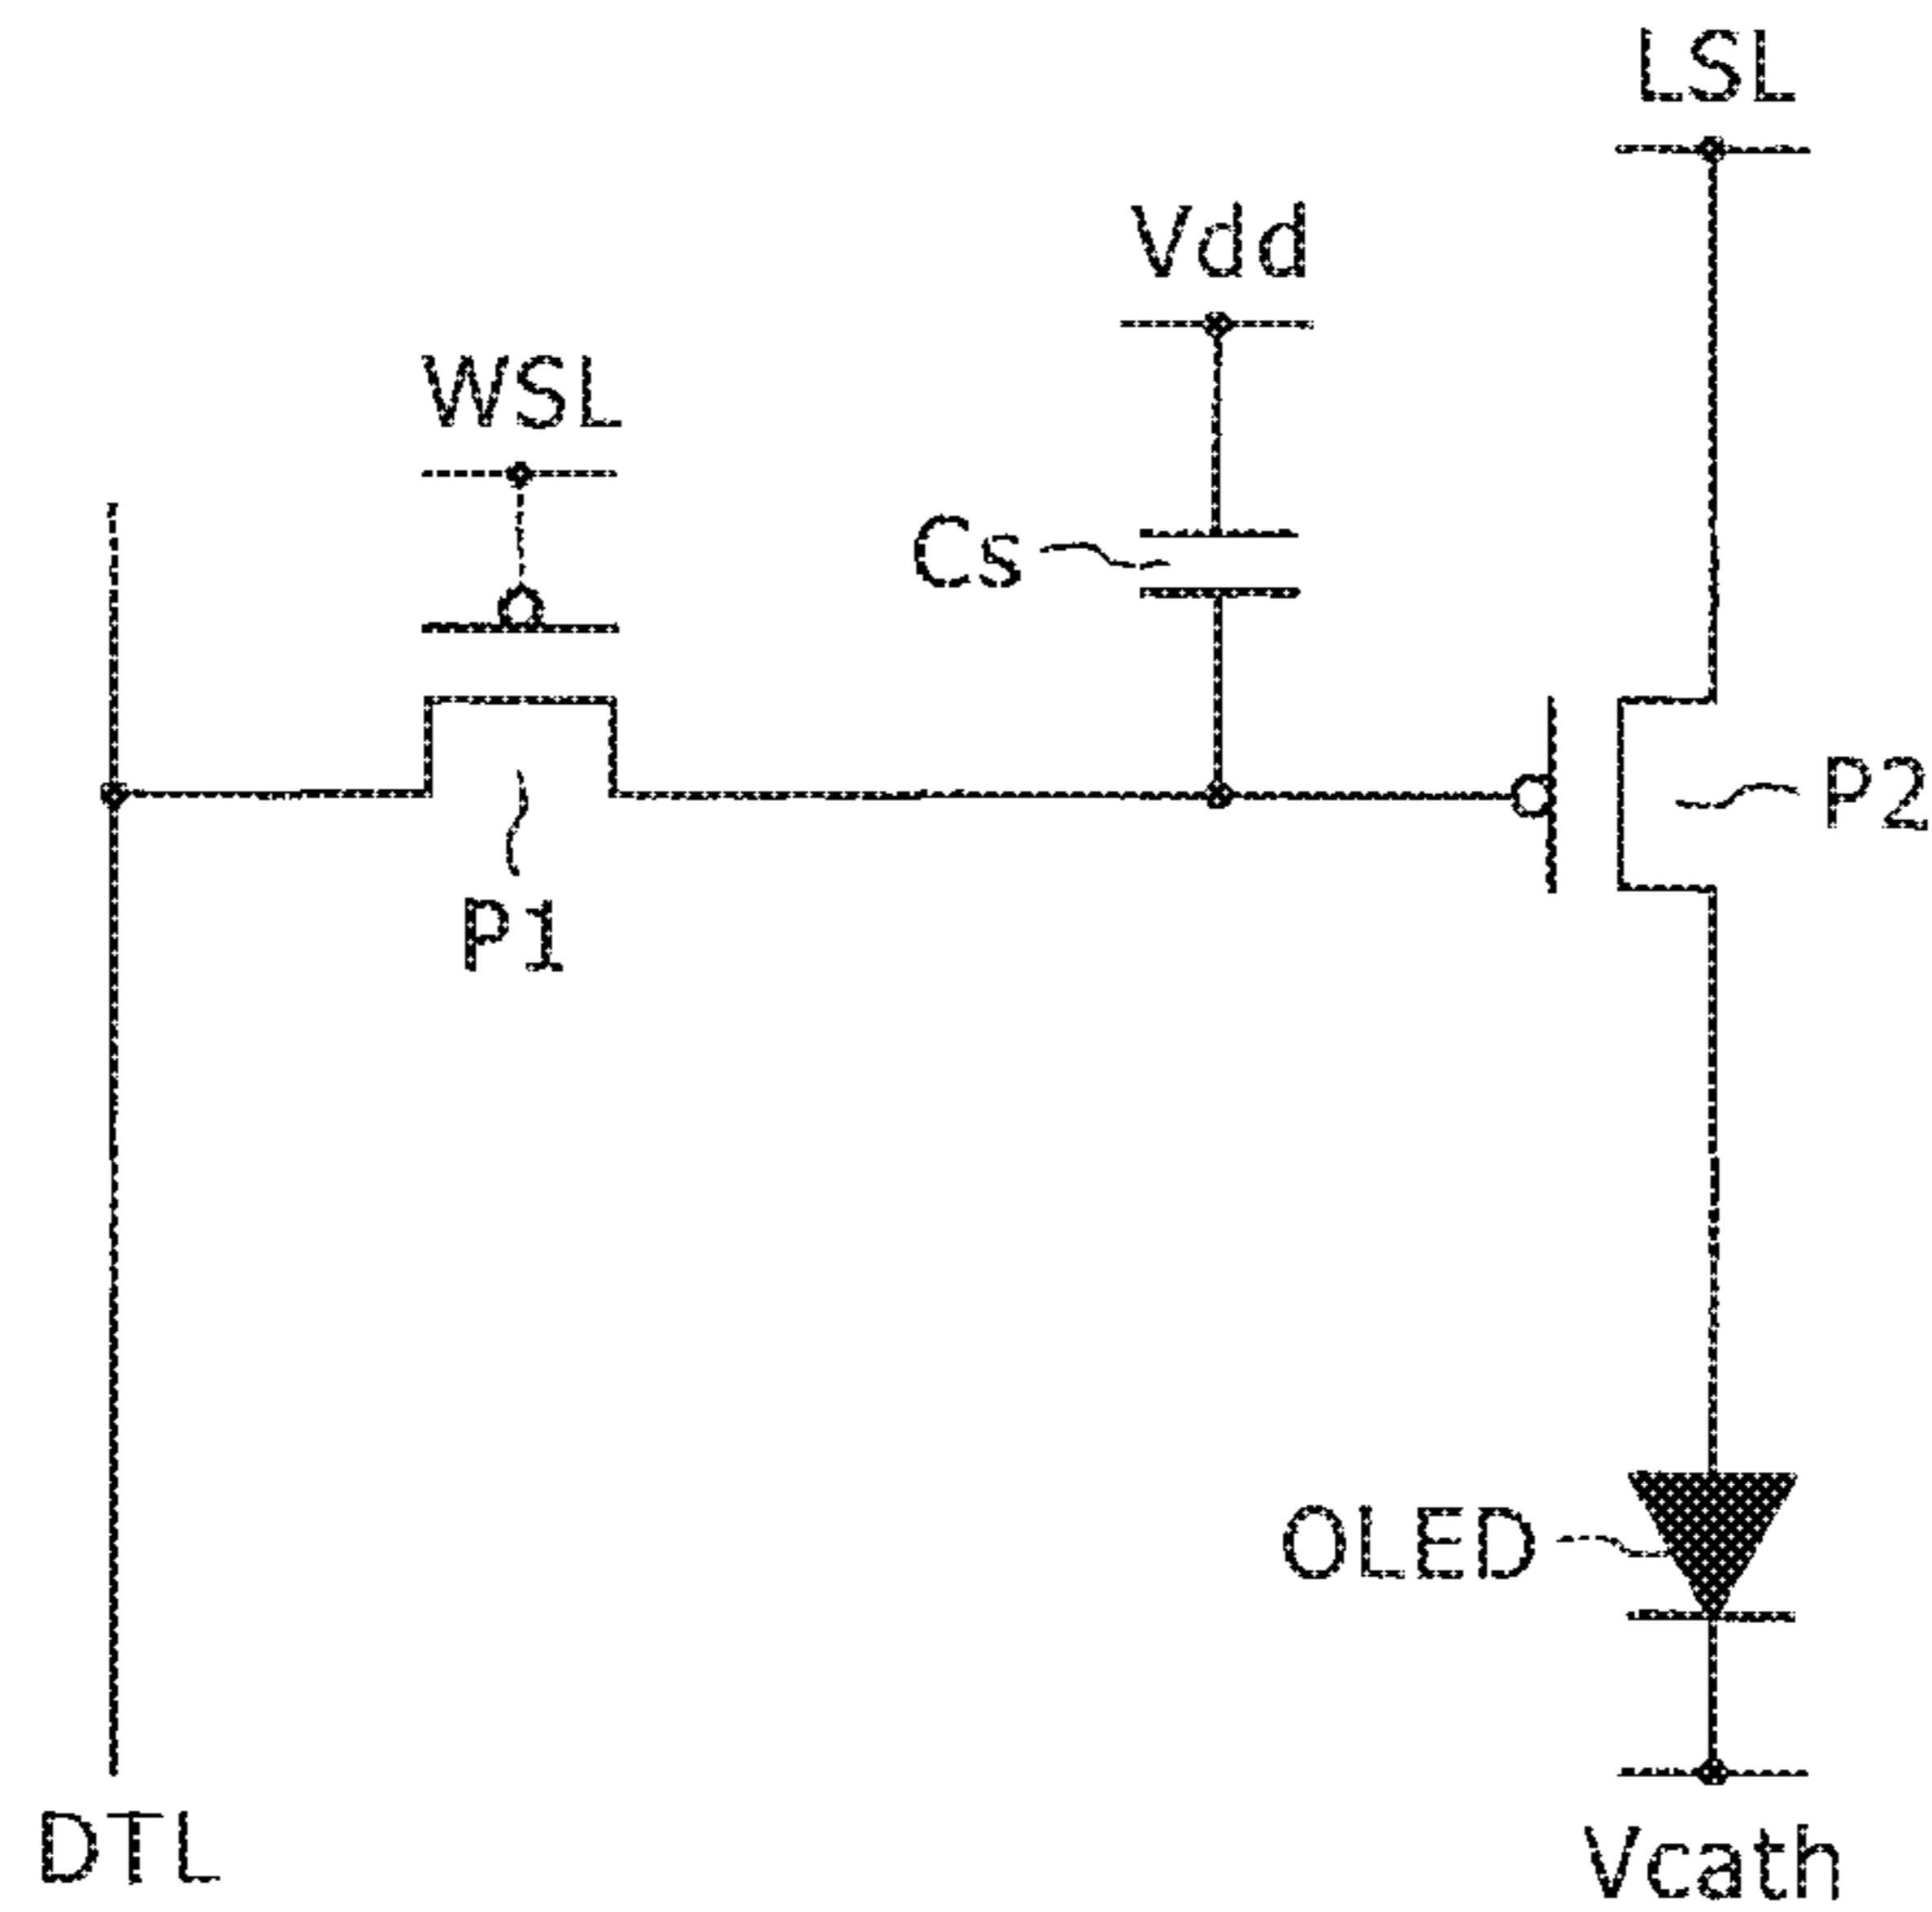 LSL
Vdd
WSL
Cs
P2
P1
OLED
DTL
Vcath